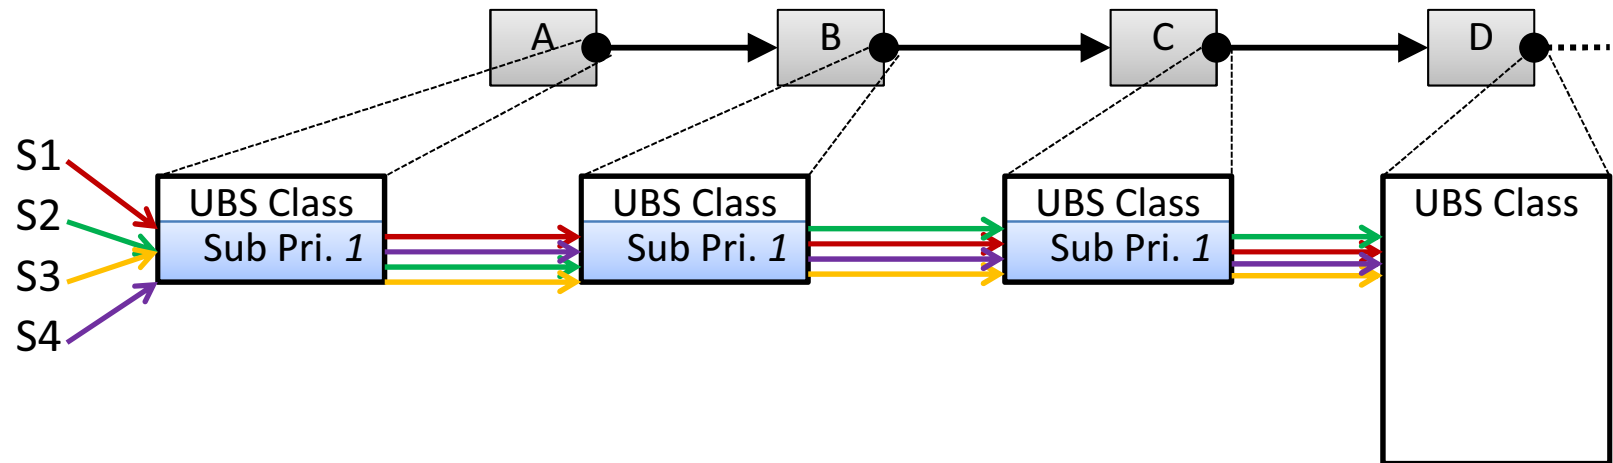 A
B
C
D
S1
S2
S3
S4
UBS Class
Sub Pri. 1
UBS Class
Sub Pri. 1
UBS Class
Sub Pri. 1
UBS Class